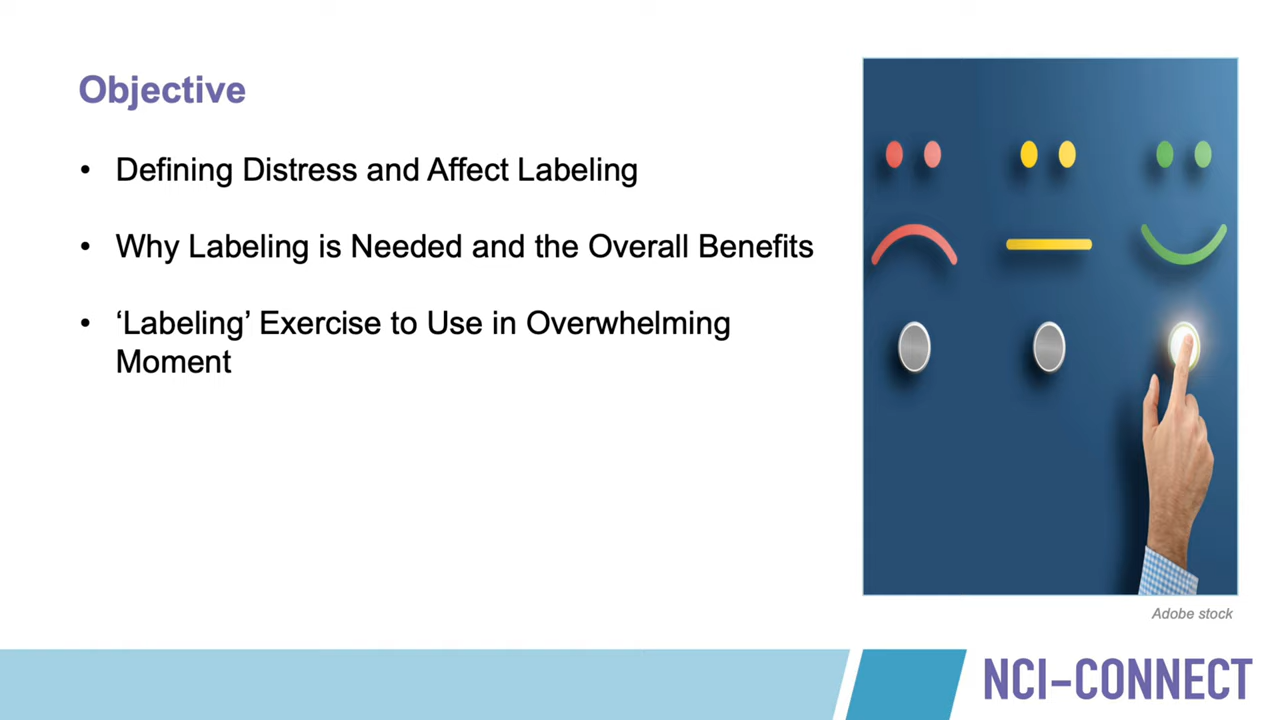 Objective
• Defining Distress and Affect Labeling
• Why Labeling is Needed and the Overall Benefits
• ‘Labeling’ Exercise to Use in Overwhelming
Moment
Adobe stock
NCI-CONNECT